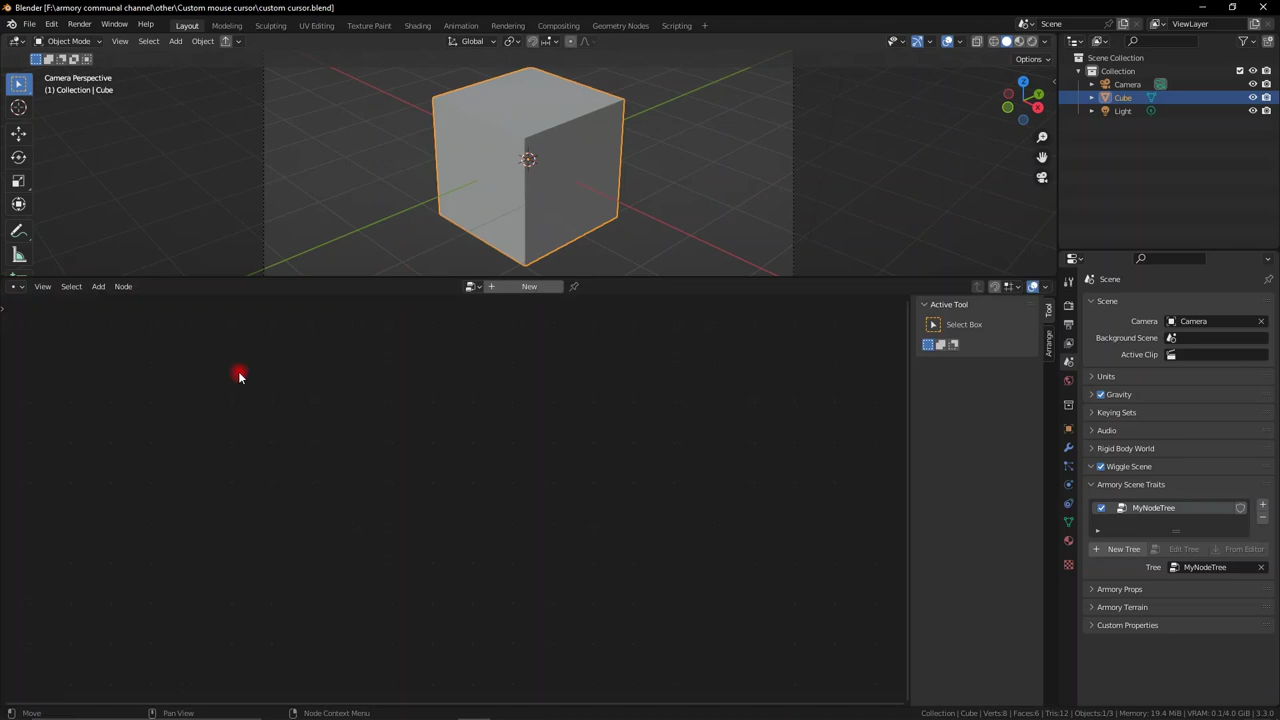 Blender [F:\armory communal channel\other\Custom mouse cursor\custom cursor.blend]
File Edit Render Window Help Layout Modeling Sculpting UV Editing Texture Paint Shading Animation Rendering Compositing Geometry Nodes Scripting Scene ViewLayer
Object Mode View Select Add Object Global
Options
Camera Perspective
(1) Collection | Cube
X
Y
Z
Scene Collection
Collection
Camera
Cube
Light
View Select Add Node New
Active Tool
Select Box
Tool
Arrange
Scene
Scene
Camera Camera
Background Scene
Active Clip
Units
Gravity
Keying Sets
Audio
Rigid Body World
Wiggle Scene
Armory Scene Traits
MyNodeTree
New Tree Edit Tree From Editor
Tree MyNodeTree
Armory Props
Armory Terrain
Custom Properties
Move Pan View Node Context Menu Collection | Cube | Verts:8 | Faces:6 | Tris:12 | Objects:1/3 | Memory: 19.4 MiB | VRAM: 0.1/4.0 GiB | 3.3.0